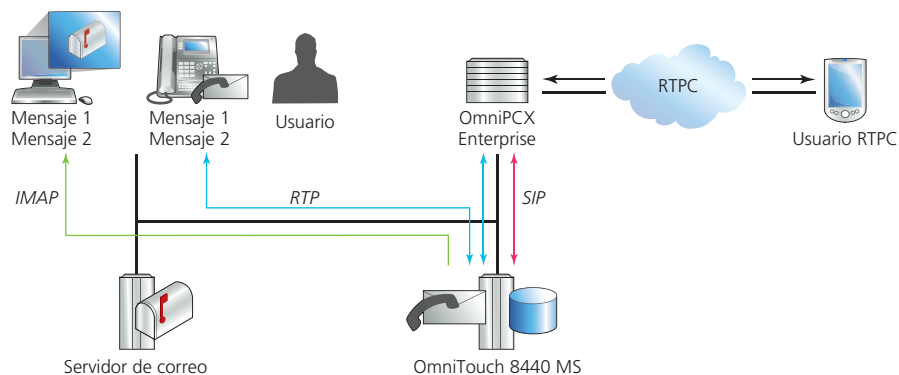 RTPC
Mensaje 1
Mensaje 2
Mensaje 1
Mensaje 2
Usuario
OmniPCX
Enterprise
Usuario RTPC
IMAP
RTP
SIP
Servidor de correo
OmniTouch 8440 MS